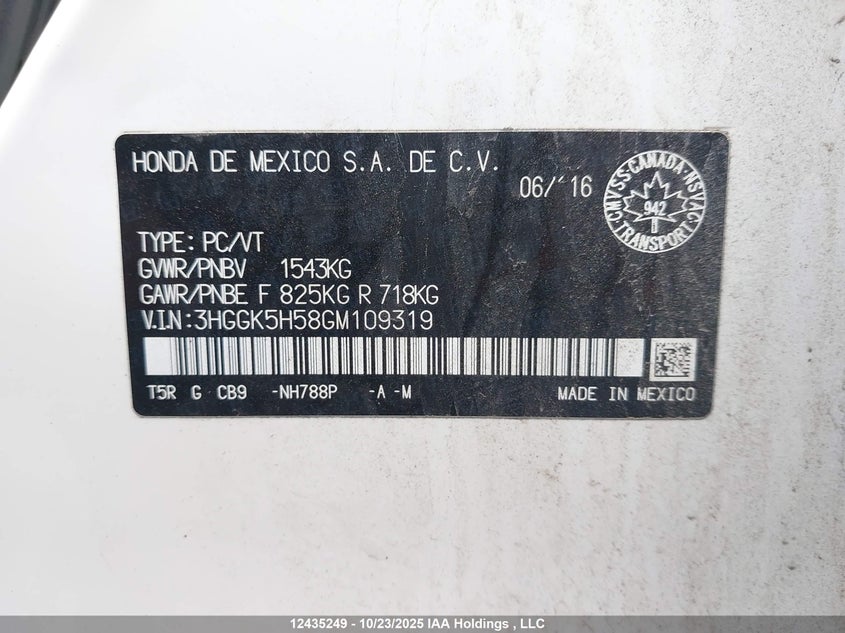 HONDA DE MEXICO S.A. DE C.V.
06/'16
CMVSS·CANADA·NSVAC
942
TRANSPORT
TYPE: PC/VT
GVWR/PNBV 1543KG
GAWR/PNBE F 825KG R 718KG
V.I.N:3HGGK5H58GM109319
T5R G CB9 -NH788P -A -M
MADE IN MEXICO
12435249 - 10/23/2025 IAA Holdings , LLC